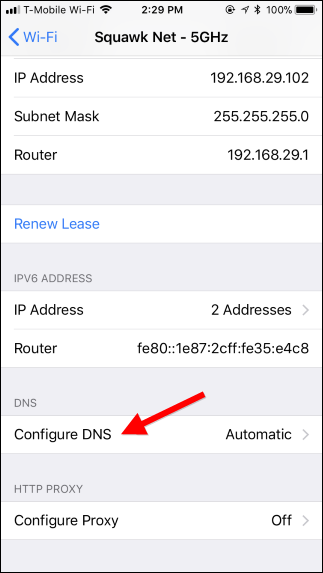 T-Mobile Wi-Fi 2:29 PM 100%
Wi-Fi Squawk Net - 5GHz
IP Address 192.168.29.102
Subnet Mask 255.255.255.0
Router 192.168.29.1
Renew Lease
IPV6 ADDRESS
IP Address 2 Addresses
Router fe80::1e87:2cff:fe35:e4c8
DNS
Configure DNS Automatic
HTTP PROXY
Configure Proxy Off